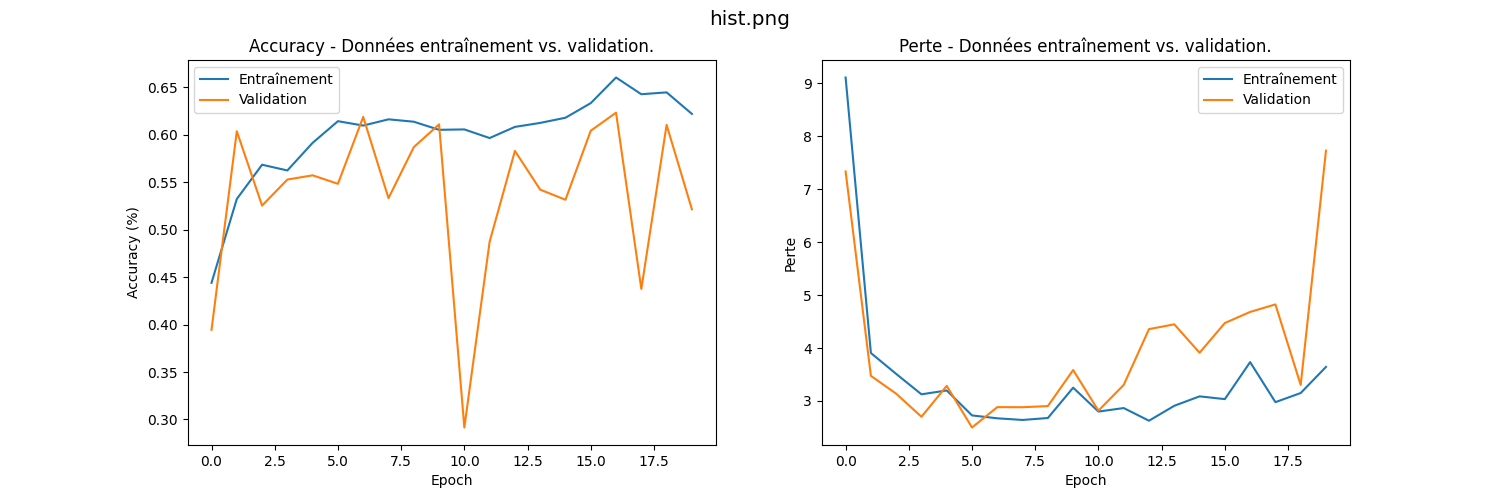 hist.png
Accuracy - Données entraînement vs. validation.
Entraînement
Validation
Accuracy (%)
0.65
0.60
0.55
0.50
0.45
0.40
0.35
0.30
0.0 2.5 5.0 7.5 10.0 12.5 15.0 17.5
Epoch
Perte - Données entraînement vs. validation.
Entraînement
Validation
Perte
9
8
7
6
5
4
3
0.0 2.5 5.0 7.5 10.0 12.5 15.0 17.5
Epoch